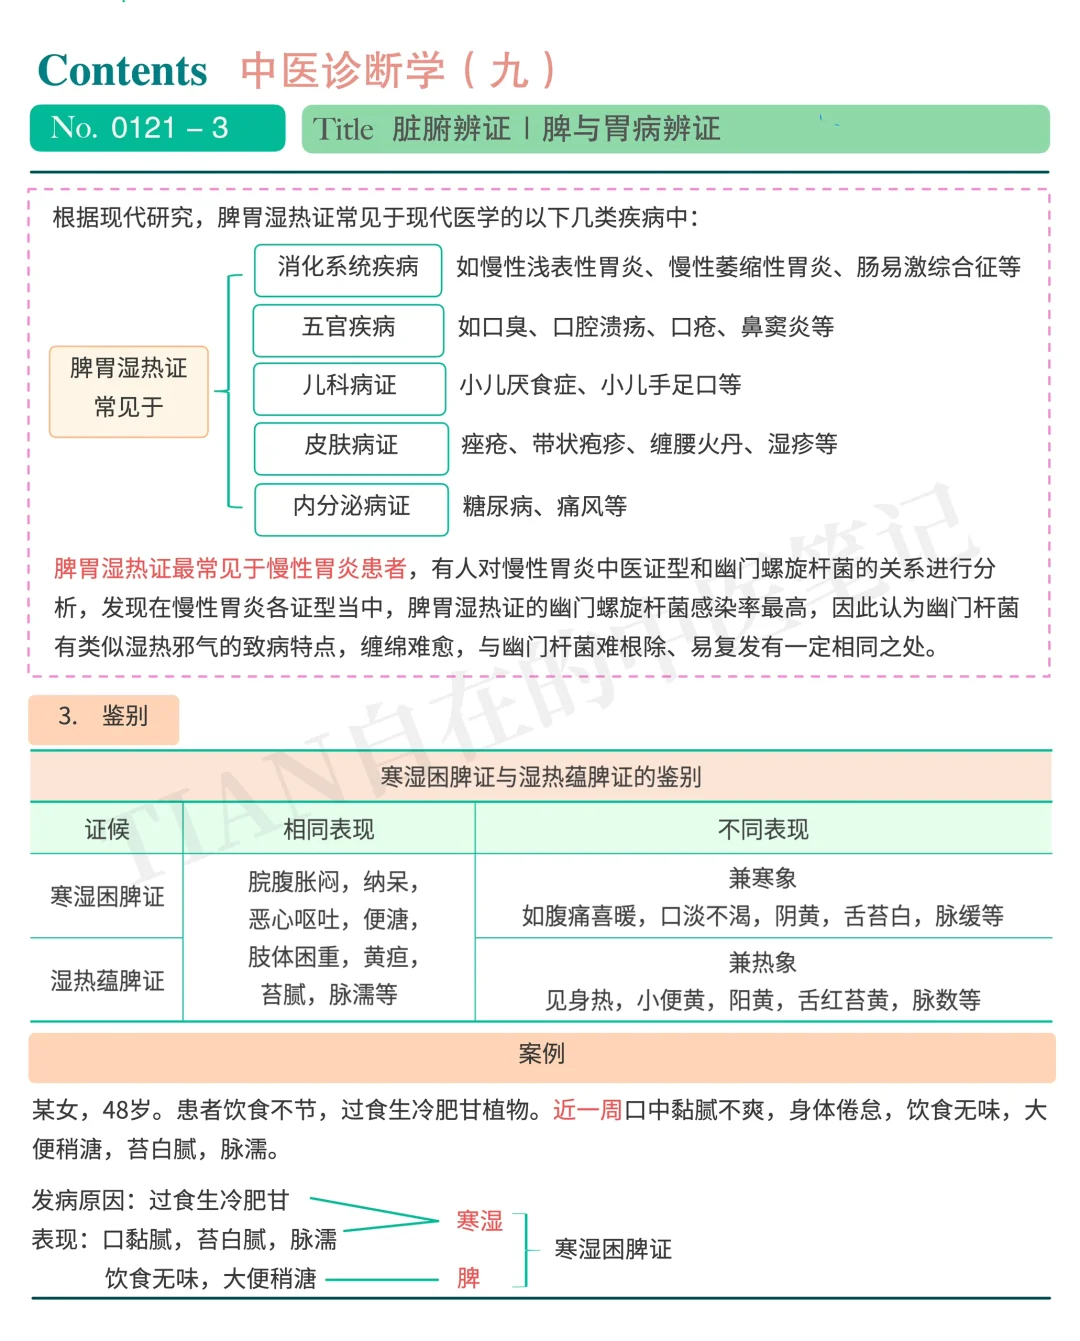 Contents 中医诊断学（九）
No. 0121 – 3 Title 脏腑辨证 | 脾与胃病辨证
根据现代研究，脾胃湿热证常见于现代医学的以下几类疾病中：
脾胃湿热证
常见于
消化系统疾病 如慢性浅表性胃炎、慢性萎缩性胃炎、肠易激综合征等
五官疾病 如口臭、口腔溃疡、口疮、鼻窦炎等
儿科病证 小儿厌食症、小儿手足口等
皮肤病证 痤疮、带状疱疹、缠腰火丹、湿疹等
内分泌病证 糖尿病、痛风等
脾胃湿热证最常见于慢性胃炎患者，有人对慢性胃炎中医证型和幽门螺旋杆菌的关系进行分
析，发现在慢性胃炎各证型当中，脾胃湿热证的幽门螺旋杆菌感染率最高，因此认为幽门杆菌
有类似湿热邪气的致病特点，缠绵难愈，与幽门杆菌难根除、易复发有一定相同之处。
3. 鉴别
寒湿困脾证与湿热蕴脾证的鉴别
证候 相同表现 不同表现
寒湿困脾证
湿热蕴脾证
脘腹胀闷，纳呆，
恶心呕吐，便溏，
肢体困重，黄疸，
苔腻，脉濡等
兼寒象
如腹痛喜暖，口淡不渴，阴黄，舌苔白，脉缓等
兼热象
见身热，小便黄，阳黄，舌红苔黄，脉数等
案例
某女，48岁。患者饮食不节，过食生冷肥甘植物。近一周口中黏腻不爽，身体倦怠，饮食无味，大
便稍溏，苔白腻，脉濡。
发病原因：过食生冷肥甘
表现：口黏腻，苔白腻，脉濡
饮食无味，大便稍溏
寒湿
脾
寒湿困脾证
TIAN自在的中医笔记